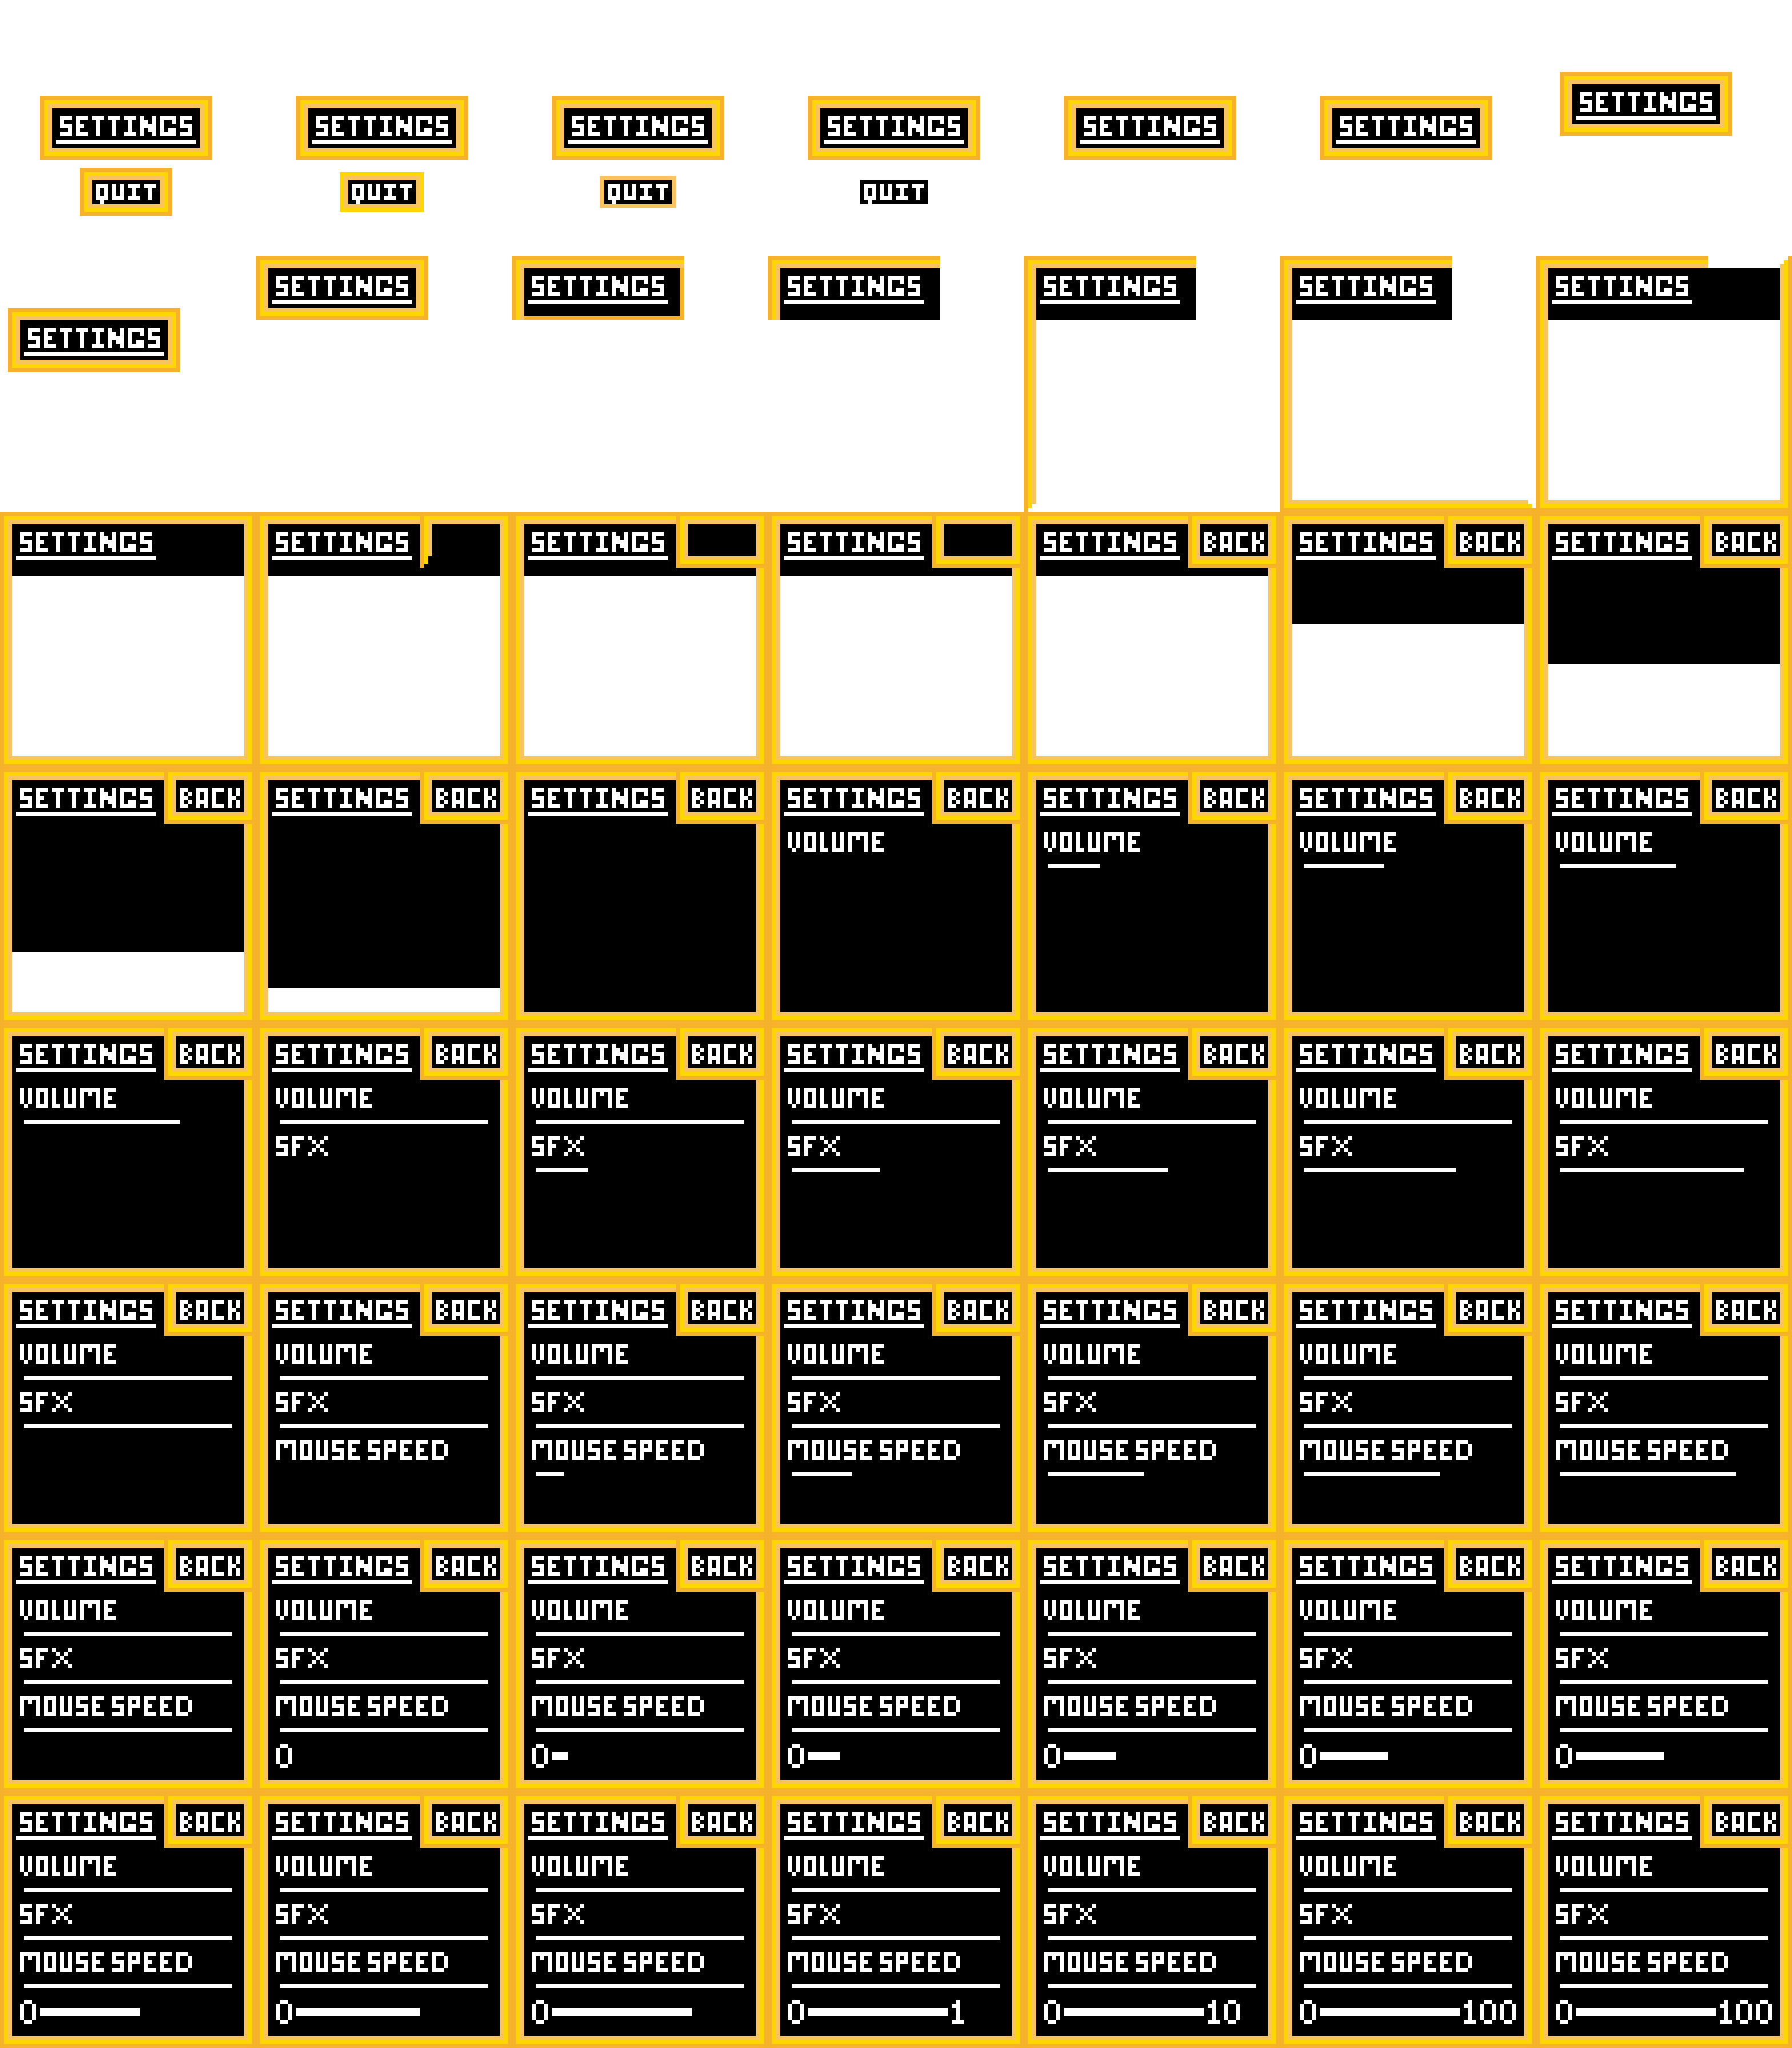 SETTINGS SETTINGS SETTINGS SETTINGS SETTINGS SETTINGS SETTINGS
QUIT QUIT QUIT QUIT
SETTINGS SETTINGS SETTINGS SETTINGS SETTINGS SETTINGS
SETTINGS
SETTINGS SETTINGS SETTINGS SETTINGS SETTINGS BACK SETTINGS BACK SETTINGS BACK
SETTINGS BACK SETTINGS BACK SETTINGS BACK SETTINGS BACK SETTINGS BACK SETTINGS BACK SETTINGS BACK
VOLUME VOLUME VOLUME VOLUME
SETTINGS BACK SETTINGS BACK SETTINGS BACK SETTINGS BACK SETTINGS BACK SETTINGS BACK SETTINGS BACK
VOLUME VOLUME VOLUME VOLUME VOLUME VOLUME VOLUME
SFX SFX SFX SFX SFX SFX
SETTINGS BACK SETTINGS BACK SETTINGS BACK SETTINGS BACK SETTINGS BACK SETTINGS BACK SETTINGS BACK
VOLUME VOLUME VOLUME VOLUME VOLUME VOLUME VOLUME
SFX SFX SFX SFX SFX SFX SFX
MOUSE SPEED MOUSE SPEED MOUSE SPEED MOUSE SPEED MOUSE SPEED MOUSE SPEED
SETTINGS BACK SETTINGS BACK SETTINGS BACK SETTINGS BACK SETTINGS BACK SETTINGS BACK SETTINGS BACK
VOLUME VOLUME VOLUME VOLUME VOLUME VOLUME VOLUME
SFX SFX SFX SFX SFX SFX SFX
MOUSE SPEED MOUSE SPEED MOUSE SPEED MOUSE SPEED MOUSE SPEED MOUSE SPEED MOUSE SPEED
0 0 0 0 0 0
SETTINGS BACK SETTINGS BACK SETTINGS BACK SETTINGS BACK SETTINGS BACK SETTINGS BACK SETTINGS BACK
VOLUME VOLUME VOLUME VOLUME VOLUME VOLUME VOLUME
SFX SFX SFX SFX SFX SFX SFX
MOUSE SPEED MOUSE SPEED MOUSE SPEED MOUSE SPEED MOUSE SPEED MOUSE SPEED MOUSE SPEED
0 0 0 0 1 0 10 0 100 0 100